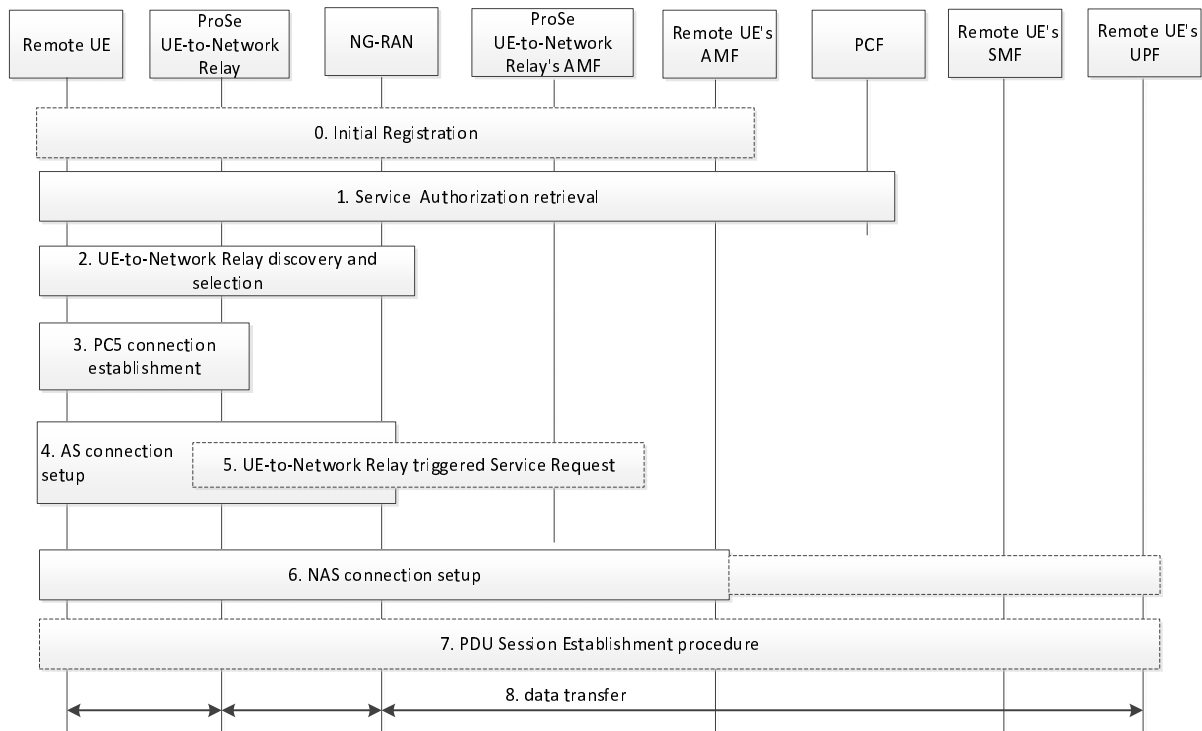 Remote UE
ProSe
UE-to-Network
Relay
NG-RAN
ProSe
UE-to-Network
Relay's AMF
Remote UE's
AMF
PCF
Remote UE's
SMF
Remote UE's
UPF
0. Initial Registration
1. Service Authorization retrieval
2. UE-to-Network Relay discovery and
selection
3. PC5 connection
establishment
4. AS connection
setup
5. UE-to-Network Relay triggered Service Request
6. NAS connection setup
7. PDU Session Establishment procedure
8. data transfer